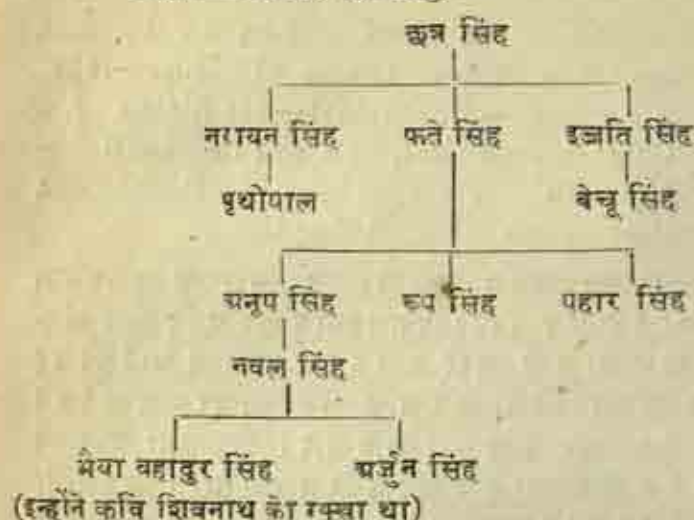 छत्र सिंह
नरायन सिंह फते सिंह इज्जति सिंह
पृथीपाल बेचू सिंह
अनूप सिंह रूप सिंह पहार सिंह
नवल सिंह
भैया बहादुर सिंह अर्जुन सिंह
(इन्होंने कवि शिवनाथ को रक्खा था)